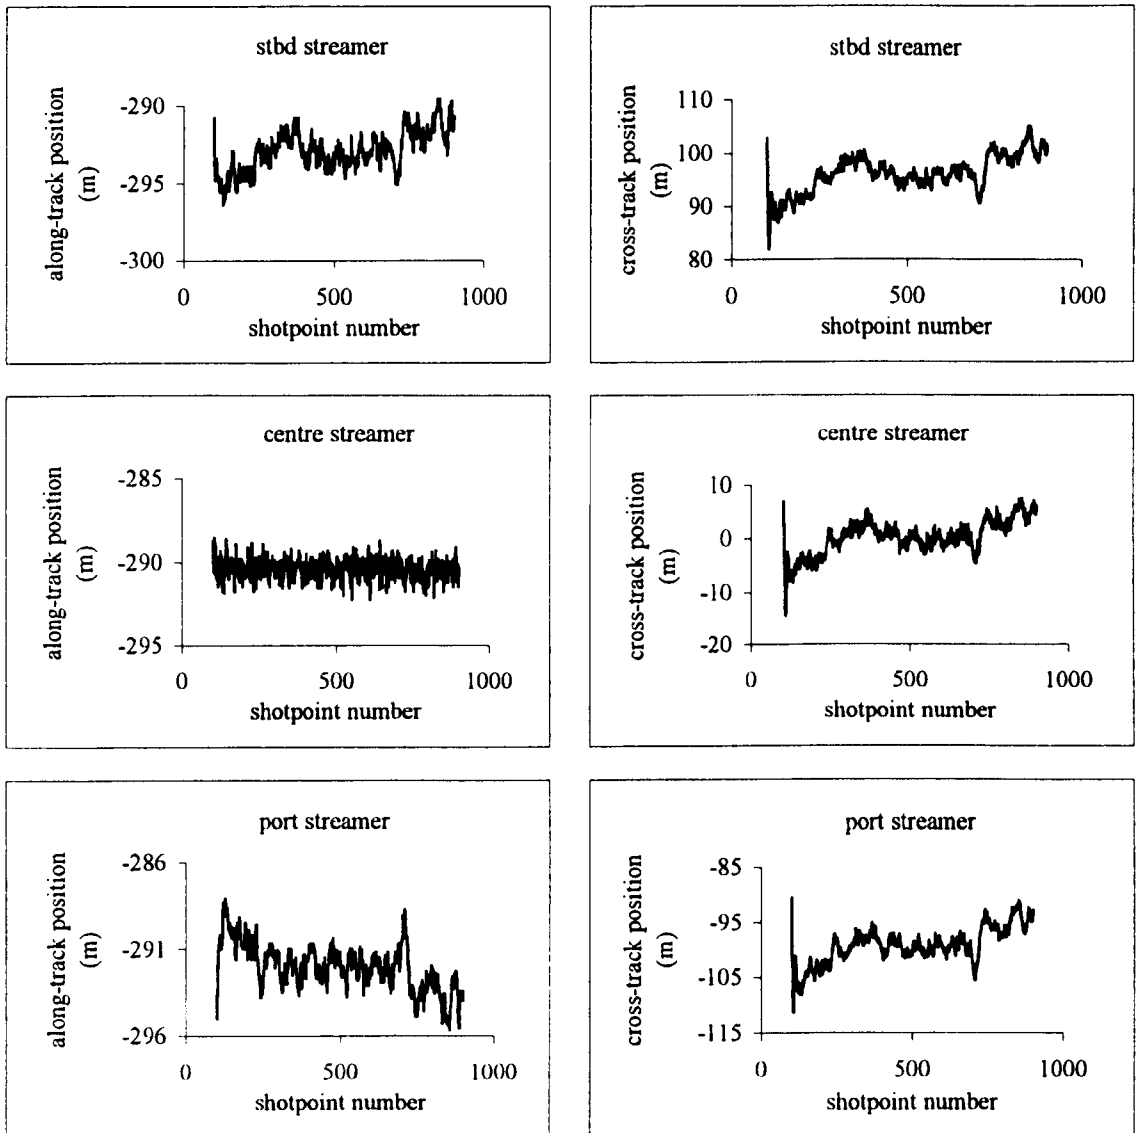 stbd streamer
along-track position
(m)
-290
-295
-300
0
500
1000
shotpoint number
stbd streamer
cross-track position
(m)
110
100
90
80
0
500
1000
shotpoint number
centre streamer
along-track position
(m)
-285
-290
-295
0
500
1000
shotpoint number
centre streamer
cross-track position
(m)
10
0
-10
-20
0
500
1000
shotpoint number
port streamer
along-track position
(m)
-286
-291
-296
0
500
1000
shotpoint number
port streamer
cross-track position
(m)
-85
-95
-105
-115
0
500
1000
shotpoint number